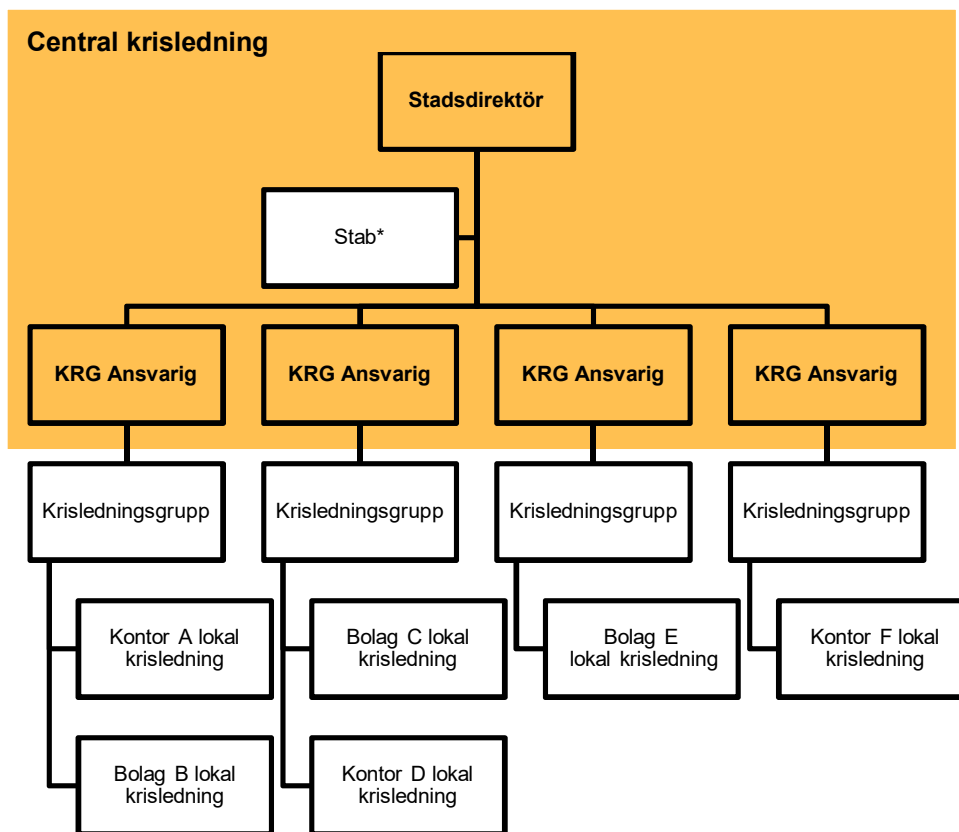 Central krisledning
Stadsdirektör
Stab*
KRG Ansvarig
KRG Ansvarig
KRG Ansvarig
KRG Ansvarig
Krisledningsgrupp
Krisledningsgrupp
Krisledningsgrupp
Krisledningsgrupp
Kontor A lokal
krisledning
Bolag C lokal
krisledning
Bolag E
lokal krisledning
Kontor F lokal
krisledning
Bolag B lokal
krisledning
Kontor D lokal
krisledning